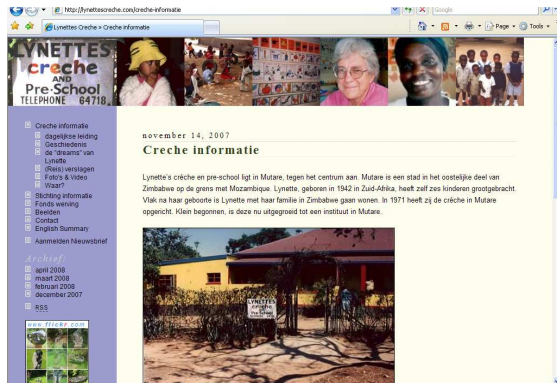 http://lynettescreche.com/creche-informatie
Google
Lynettes Creche » Creche informatie
Page
Tools
LYNETTES
creche
AND
Pre-School
TELEPHONE 64718
Creche informatie
dagelijkse leiding
Geschiedenis
de "dreams" van
Lynette
(Reis) verslagen
Foto's & Video
Waar?
Stichting informatie
Fonds werving
Beelden
Contact
English Summary
Aanmelden Nieuwsbrief
Archief:
april 2008
maart 2008
februari 2008
december 2007
RSS
www.flickr.com
november 14, 2007
Creche informatie
Lynette's crèche en pre-school ligt in Mutare, tegen het centrum aan. Mutare is een stad in het oostelijke deel van
Zimbabwe op de grens met Mozambique. Lynette, geboren in 1942 in Zuid-Afrika, heeft zelf zes kinderen grootgebracht.
Vlak na haar geboorte is Lynette met haar familie in Zimbabwe gaan wonen. In 1971 heeft zij de crèche in Mutare
opgericht. Klein begonnen, is deze nu uitgegroeid tot een instituut in Mutare.
LYNETTES
creche
AND
Pre-School